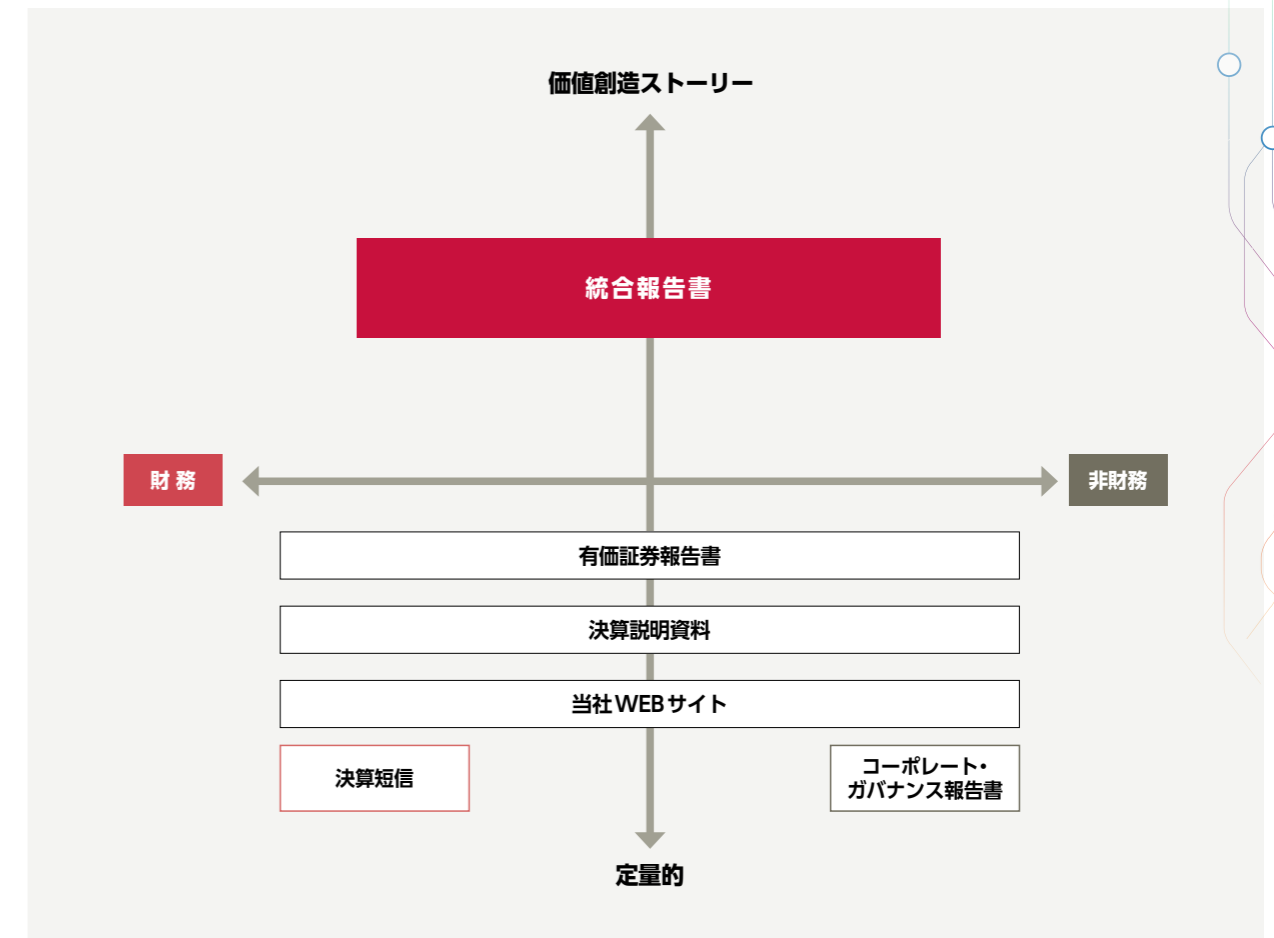 価値創造ストーリー
統合報告書
財務
非財務
有価証券報告書
決算説明資料
当社WEBサイト
決算短信
コーポレート・
ガバナンス報告書
定量的